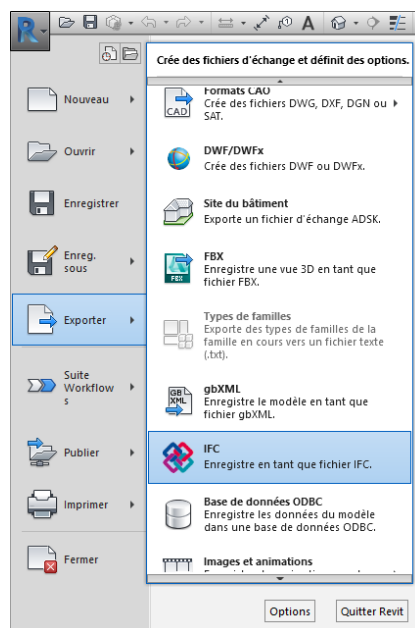 R
A
Crée des fichiers d'échange et définit des options.
Nouveau
Ouvrir
Enregistrer
Enreg.
sous
Exporter
Suite
Workflow
s
Publier
Imprimer
Fermer
Formats CAO
CAD
Crée des fichiers DWG, DXF, DGN ou
SAT.
DWF/DWFx
Crée des fichiers DWF ou DWFx.
Site du bâtiment
Exporte un fichier d'échange ADSK.
FBX
FBX
Enregistre une vue 3D en tant que
fichier FBX.
Types de familles
Exporte des types de familles de la
famille en cours vers un fichier texte
(.txt).
GB
XML
gbXML
Enregistre le modèle en tant que
fichier gbXML.
IFC
Enregistre en tant que fichier IFC.
Base de données ODBC
Enregistre les données du modèle
dans une base de données ODBC.
Images et animations
Options
Quitter Revit